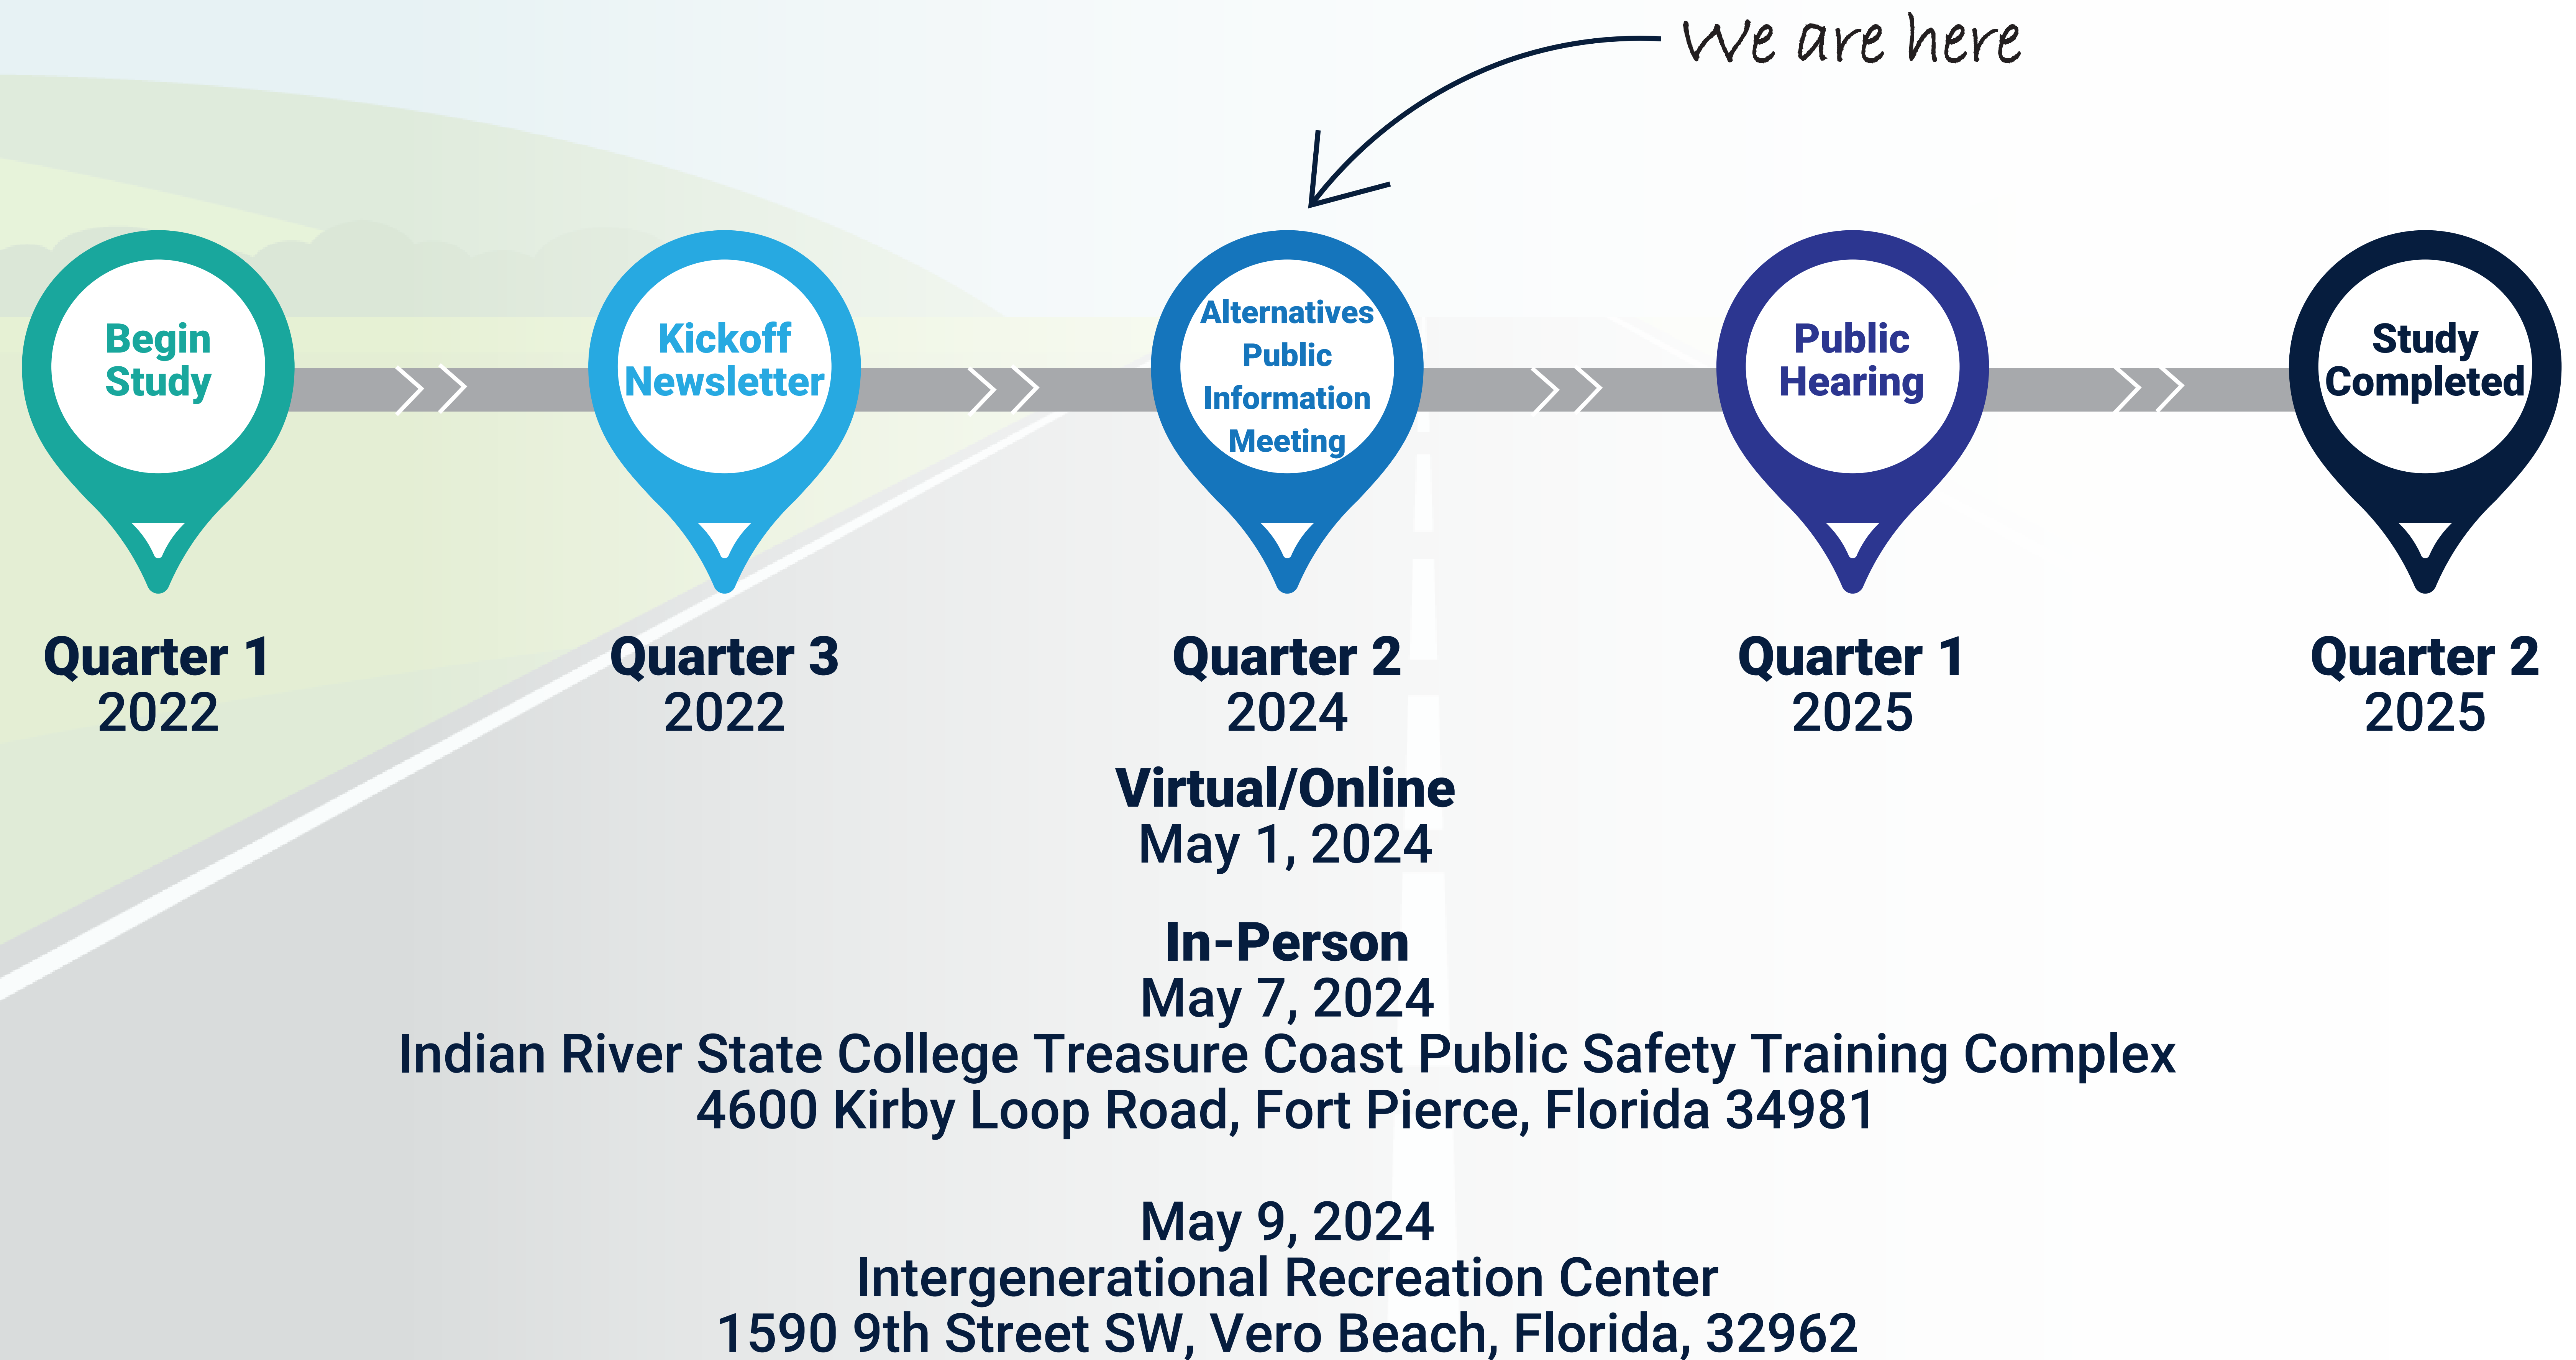 We are here
Begin
Study
Kickoff
Newsletter
Alternatives
Public
Information
Meeting
Public
Hearing
Study
Completed
Quarter 1
2022
Quarter 3
2022
Quarter 2
2024
Quarter 1
2025
Quarter 2
2025
Virtual/Online
May 1, 2024
In-Person
May 7, 2024
Indian River State College Treasure Coast Public Safety Training Complex
4600 Kirby Loop Road, Fort Pierce, Florida 34981
May 9, 2024
Intergenerational Recreation Center
1590 9th Street SW, Vero Beach, Florida, 32962